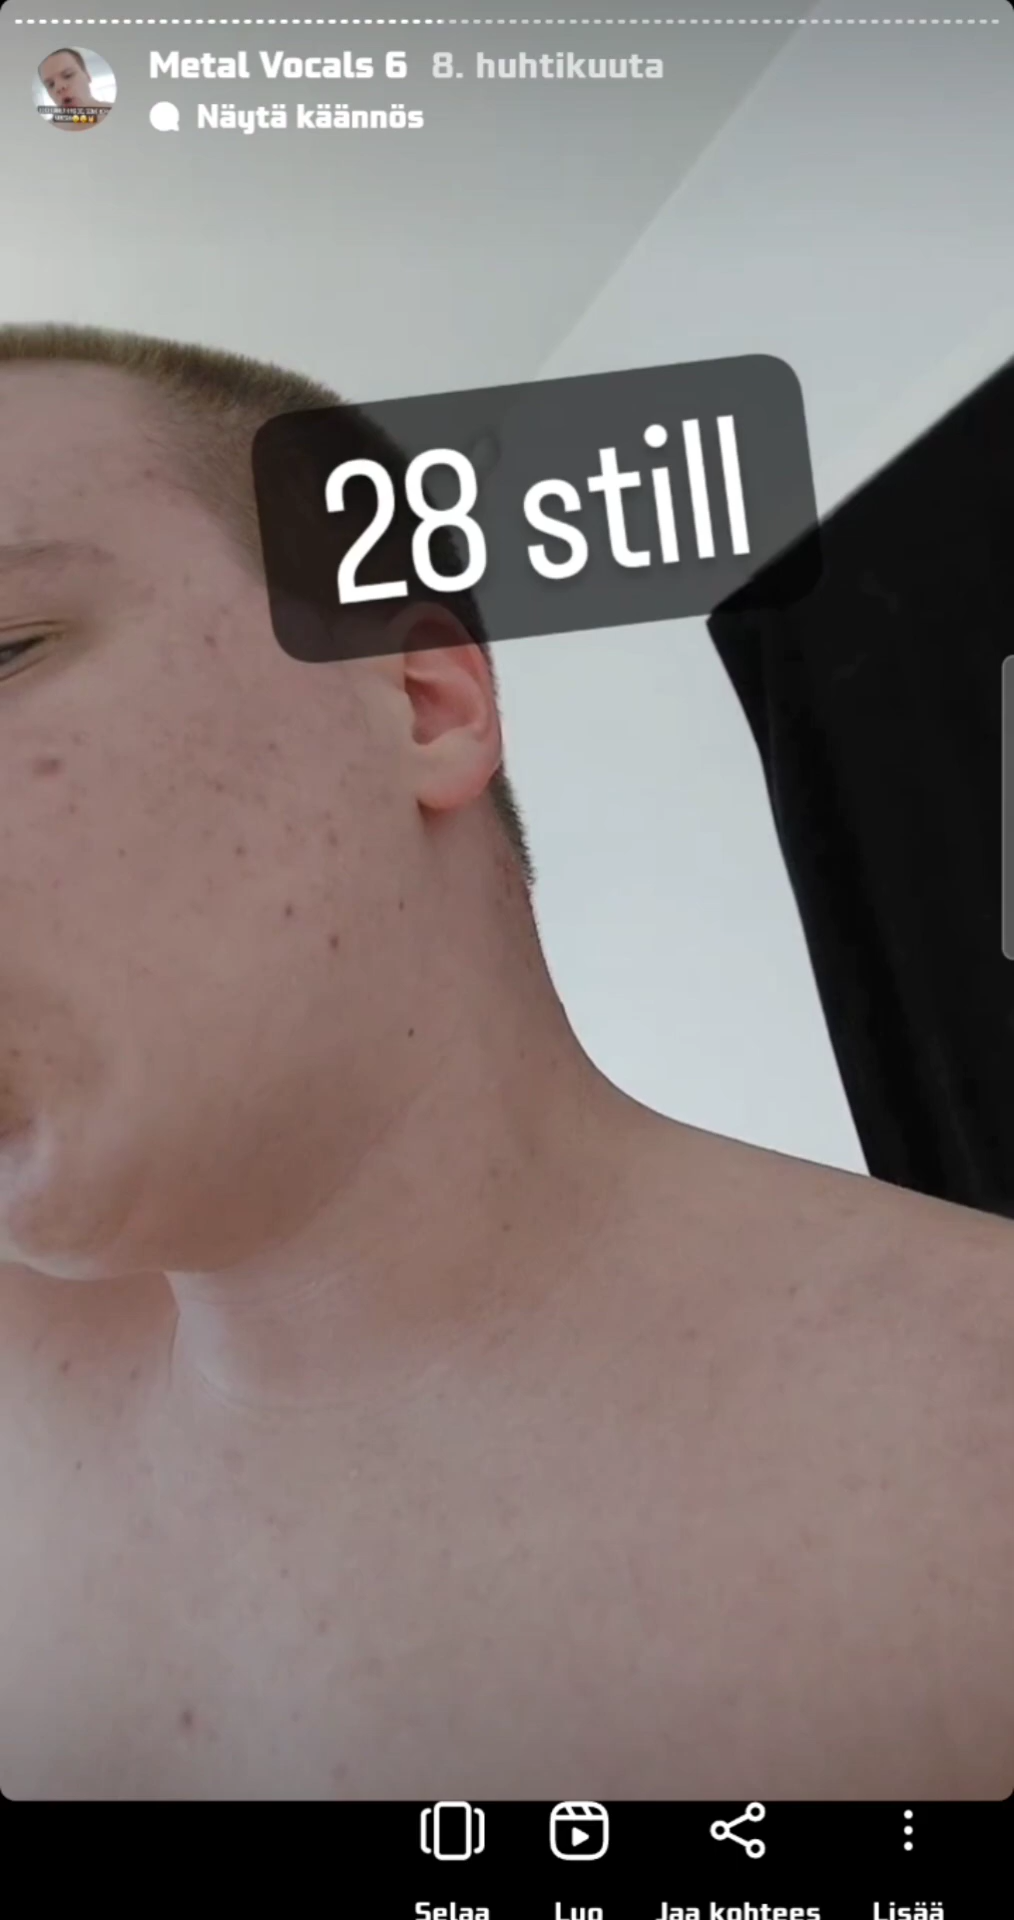 Metal Vocals 6 8. huhtikuuta
Näytä käännös
28 still
Selaa Luo Jaa kohtees Lisää